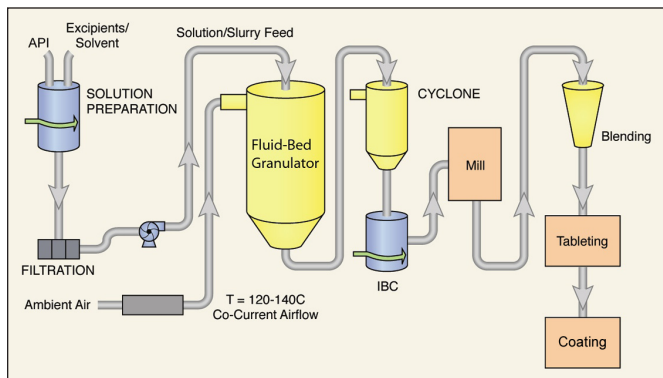 Excipients/
Solvent
API
Solution/Slurry Feed
SOLUTION
PREPARATION
CYCLONE
Fluid-Bed
Granulator
Blending
Mill
Tableting
FILTRATION
IBC
Ambient Air
T = 120-140C
Co-Current Airflow
Coating